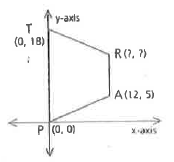 T
y-axis
(0, 18)
R (?, ?)
A (12, 5)
P
(0, 0)
x-axis